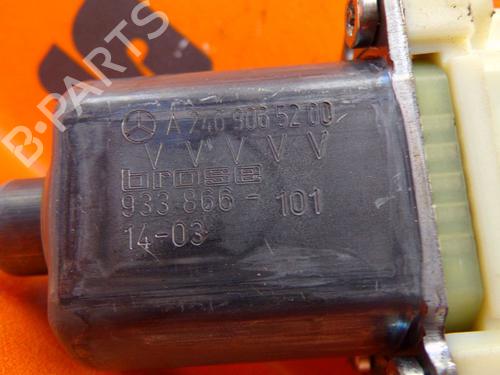 B-PARTS
A 246 906 52 00
V V V V V
brose
933 866-101
14-03